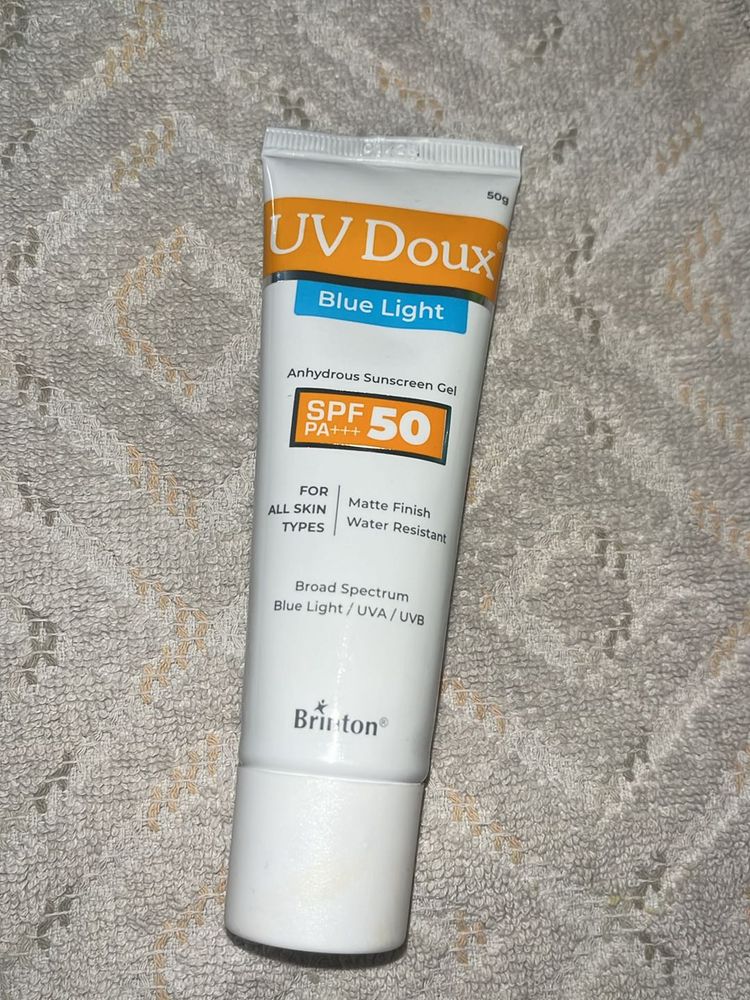 50g
UV Doux®
Blue Light
Anhydrous Sunscreen Gel
SPF 50
PA+++
FOR
ALL SKIN
TYPES
Matte Finish
Water Resistant
Broad Spectrum
Blue Light / UVA / UVB
Brinton®